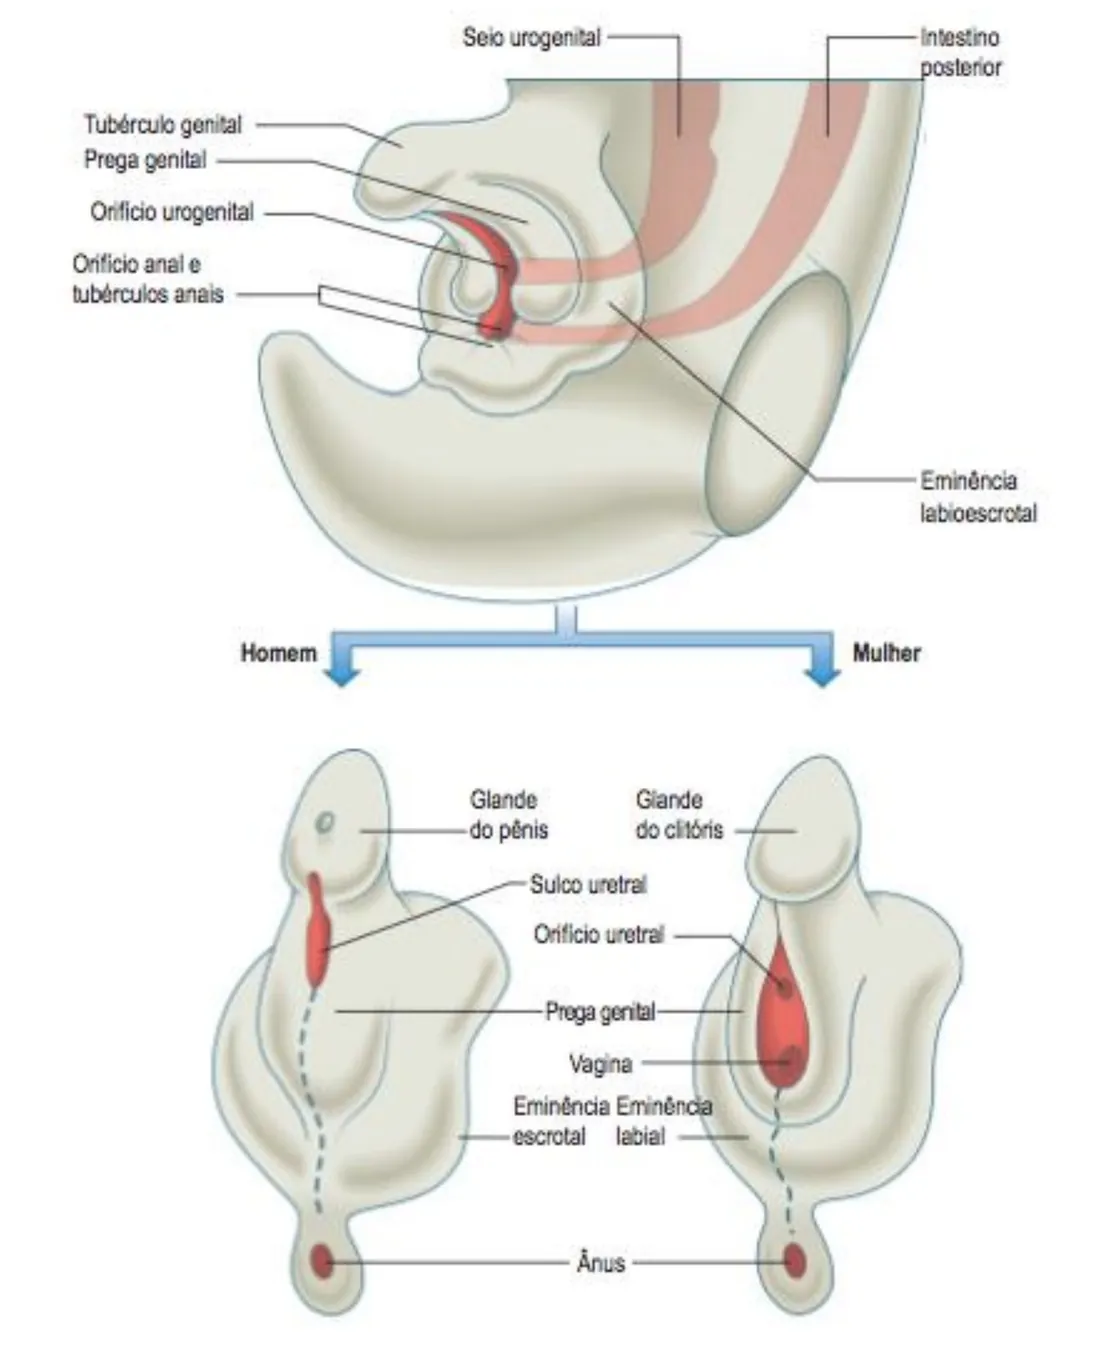 Seio urogenital
Intestino
posterior
Tubérculo genital
Prega genital
Orifício urogenital
Orifício anal e
tubérculos anais
Eminência
labioescrotal
Homem
Mulher
Glande
do pênis
Glande
do clitóris
Sulco uretral
Orifício uretral
Prega genital
Vagina
Eminência
escrotal
Eminência
labial
Ânus